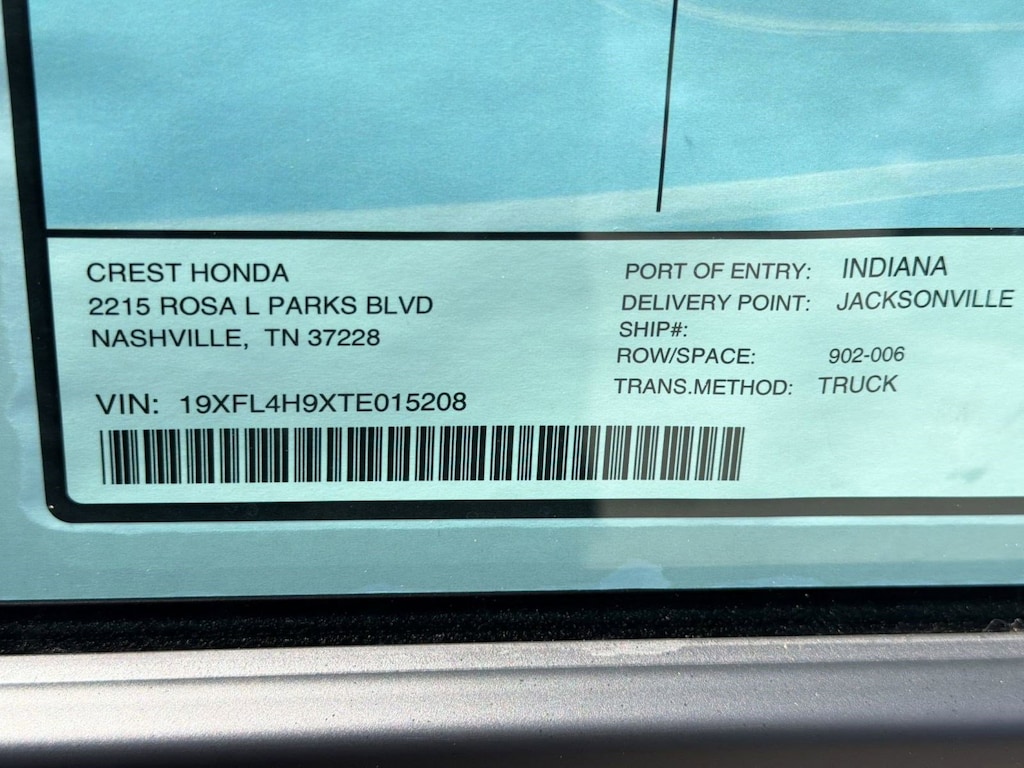 CREST HONDA
2215 ROSA L PARKS BLVD
NASHVILLE, TN 37228
VIN: 19XFL4H9XTE015208
PORT OF ENTRY: INDIANA
DELIVERY POINT: JACKSONVILLE
SHIP#:
ROW/SPACE: 902-006
TRANS.METHOD: TRUCK